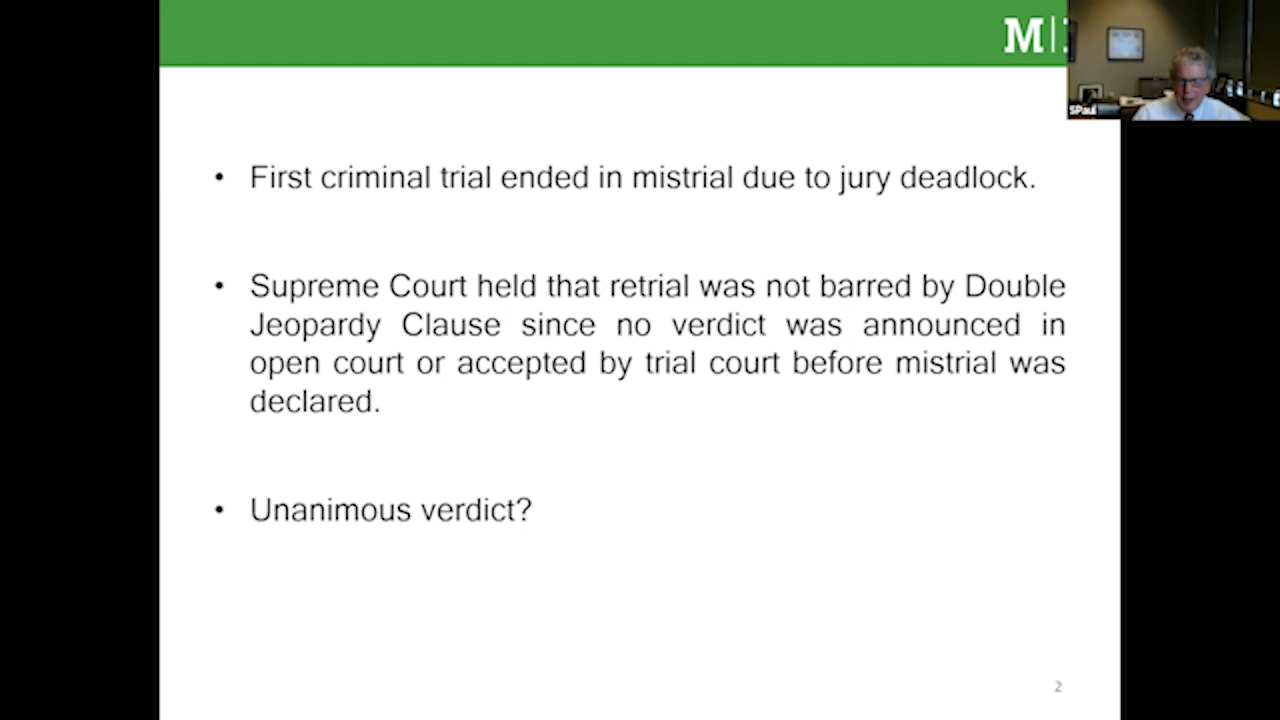 M|
SPaul
• First criminal trial ended in mistrial due to jury deadlock.
• Supreme Court held that retrial was not barred by Double
Jeopardy Clause since no verdict was announced in
open court or accepted by trial court before mistrial was
declared.
• Unanimous verdict?
2